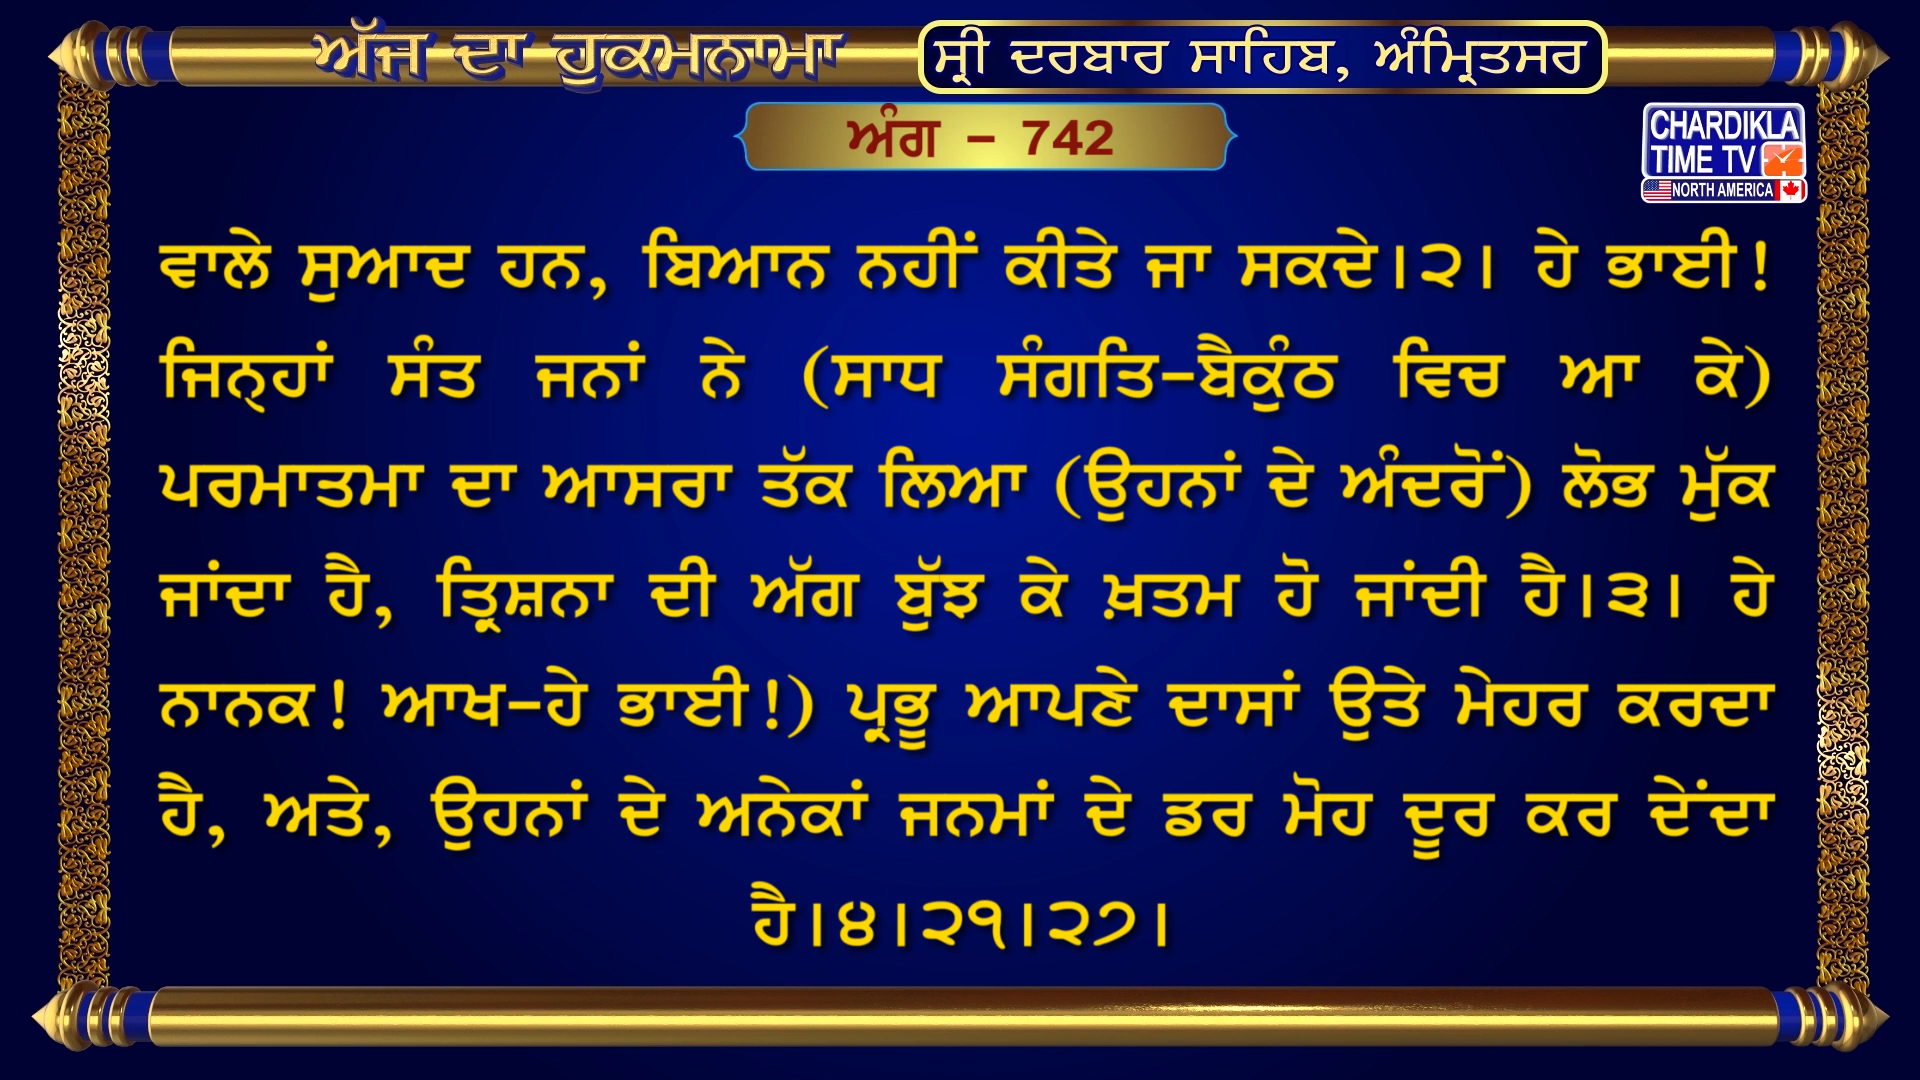 ਅੱਜ ਦਾ ਹੁਕਮਨਾਮਾ ਸ੍ਰੀ ਦਰਬਾਰ ਸਾਹਿਬ, ਅੰਮ੍ਰਿਤਸਰ
ਅੰਗ – 742
CHARDIKLA
TIME TV
NORTH AMERICA
ਵਾਲੇ ਸੁਆਦ ਹਨ, ਬਿਆਨ ਨਹੀਂ ਕੀਤੇ ਜਾ ਸਕਦੇ।੨। ਹੇ ਭਾਈ!
ਜਿਨ੍ਹਾਂ ਸੰਤ ਜਨਾਂ ਨੇ (ਸਾਧ ਸੰਗਤਿ-ਬੈਕੁੰਠ ਵਿਚ ਆ ਕੇ)
ਪਰਮਾਤਮਾ ਦਾ ਆਸਰਾ ਤੱਕ ਲਿਆ (ਉਹਨਾਂ ਦੇ ਅੰਦਰੋਂ) ਲੋਭ ਮੁੱਕ
ਜਾਂਦਾ ਹੈ, ਤ੍ਰਿਸ਼ਨਾ ਦੀ ਅੱਗ ਬੁੱਝ ਕੇ ਖ਼ਤਮ ਹੋ ਜਾਂਦੀ ਹੈ।੩। ਹੇ
ਨਾਨਕ! ਆਖ-ਹੇ ਭਾਈ!) ਪ੍ਰਭੂ ਆਪਣੇ ਦਾਸਾਂ ਉਤੇ ਮੇਹਰ ਕਰਦਾ
ਹੈ, ਅਤੇ, ਉਹਨਾਂ ਦੇ ਅਨੇਕਾਂ ਜਨਮਾਂ ਦੇ ਡਰ ਮੋਹ ਦੂਰ ਕਰ ਦੇਂਦਾ
ਹੈ।੪।੨੧।੨੭।